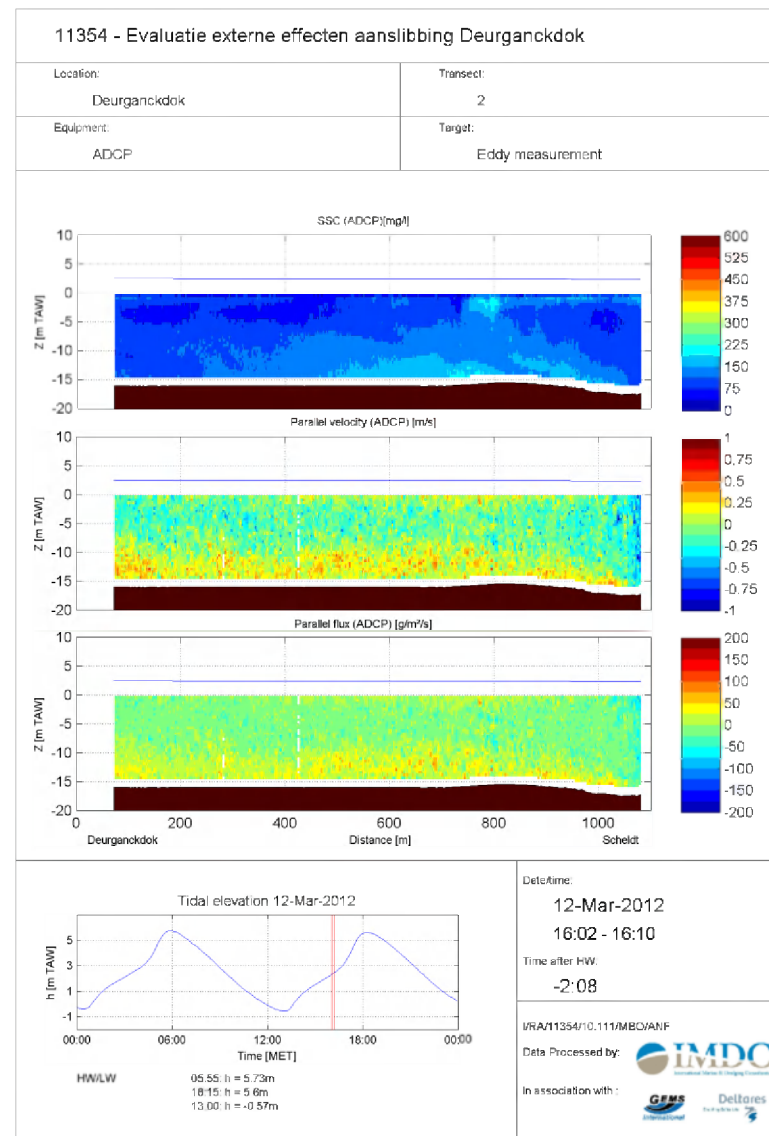 11354 - Evaluatie externe effecten aanslibbing Deurganckdok
Location:
Deurganckdok
Transect:
2
Equipment:
ADCP
Target:
Eddy measurement
SSC (ADCP)[mg/l]
10
5
0
-5
-10
-15
-20
Z [m TAW]
600
525
450
375
300
225
150
75
0
Parallel velocity (ADCP) [m/s]
10
5
0
-5
-10
-15
-20
Z [m TAW]
1
0.75
0.5
0.25
0
-0.25
-0.5
-0.75
-1
Parallel flux (ADCP) [g/m²/s]
10
5
0
-5
-10
-15
-20
Z [m TAW]
200
150
100
50
0
-50
-100
-150
-200
0 200 400 600 800 1000
Deurganckdok Distance [m] Scheldt
Tidal elevation 12-Mar-2012
5
3
1
-1
h [m TAW]
00:00 06:00 12:00 18:00 00:00
Time [MET]
HW/LW
05:55: h = 5.73m
18:15: h = 5.6m
13:00: h = -0.57m
Date/time:
12-Mar-2012
16:02 - 16:10
Time after HW:
-2:08
I/RA/11354/10.111/MBO/ANF
Data Processed by:
IMDC
In association with :
GEMS
International
Deltares